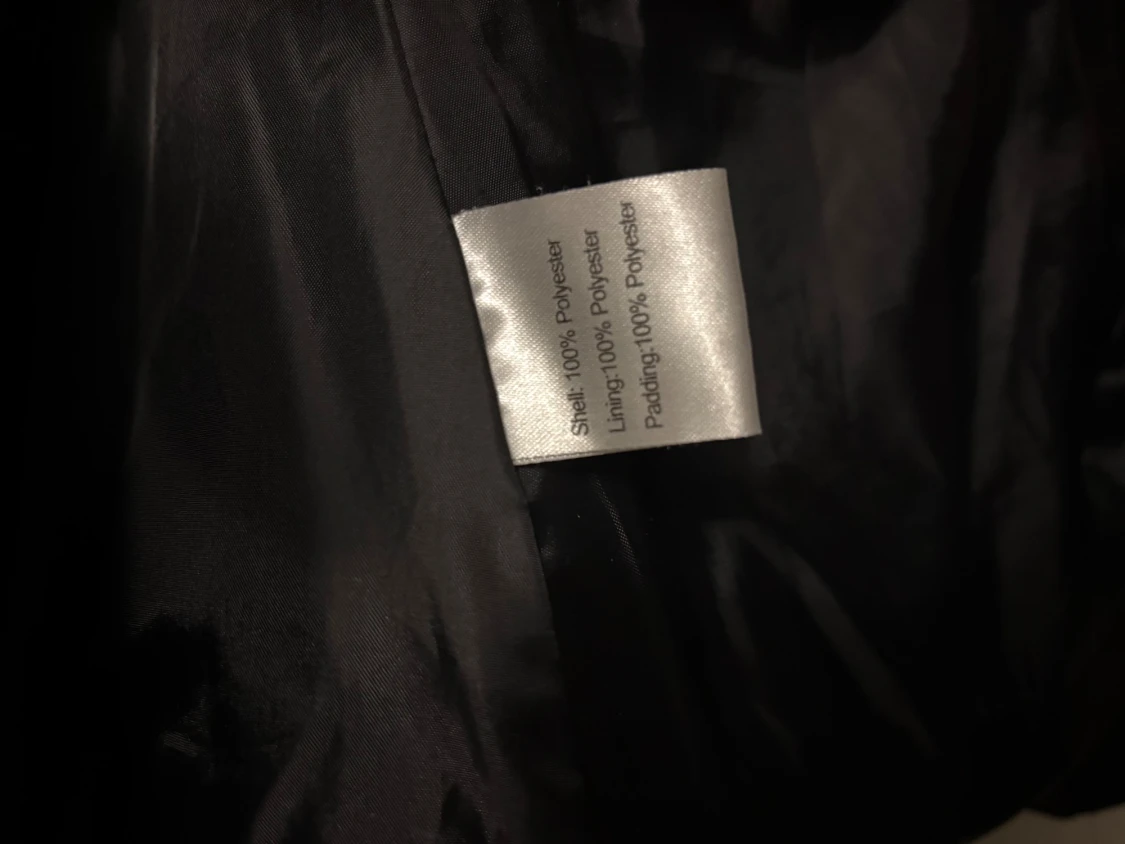 Shell: 100% Polyester
Lining:100% Polyester
Padding:100% Polyester